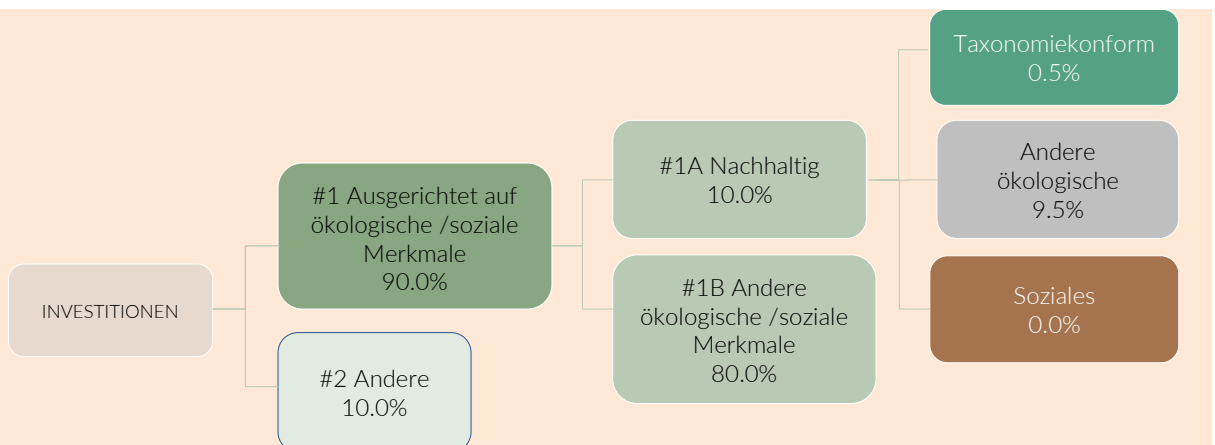 INVESTITIONEN
#1 Ausgerichtet auf
ökologische /soziale
Merkmale
90.0%
#2 Andere
10.0%
#1A Nachhaltig
10.0%
#1B Andere
ökologische /soziale
Merkmale
80.0%
Taxonomiekonform
0.5%
Andere
ökologische
9.5%
Soziales
0.0%